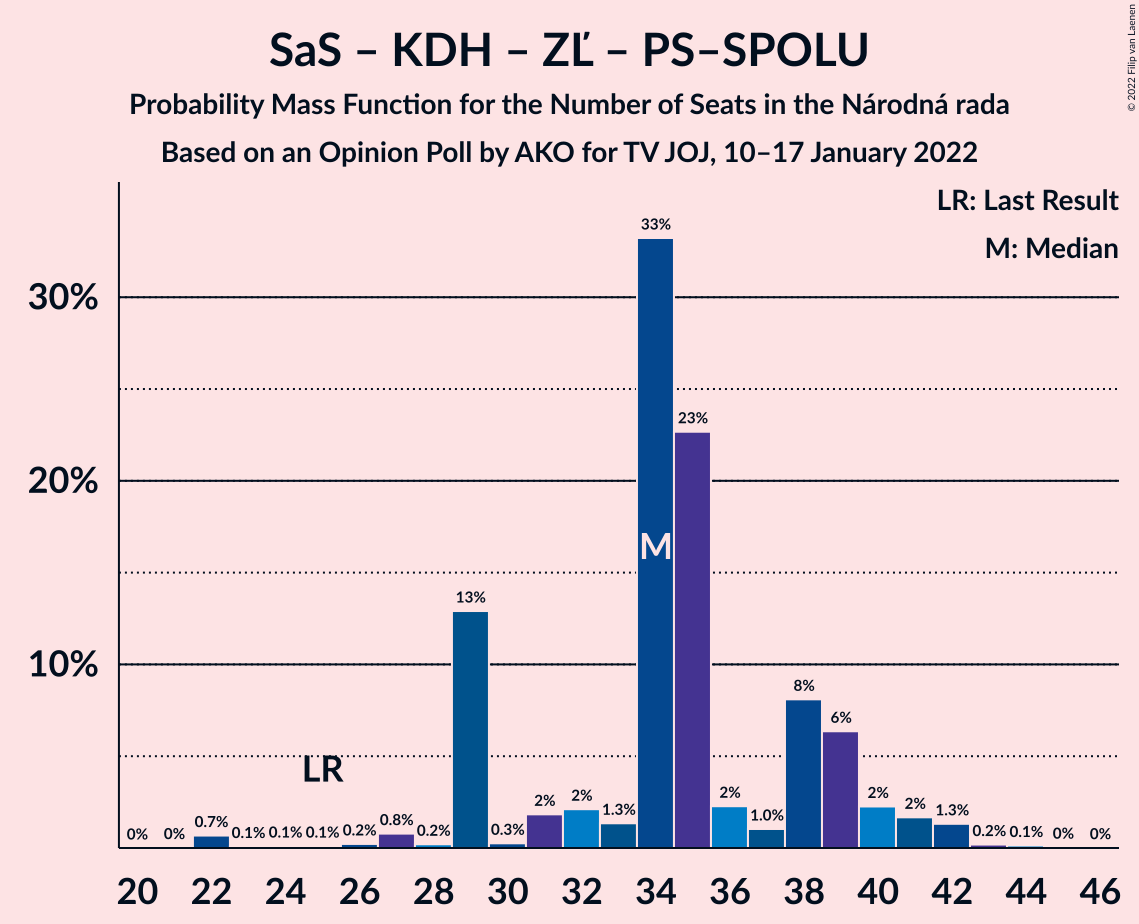 SaS – KDH – ZĽ – PS–SPOLU
Probability Mass Function for the Number of Seats in the Národná rada
Based on an Opinion Poll by AKO for TV JOJ, 10–17 January 2022
© 2022 Filip van Laenen
LR: Last Result
M: Median
30%
20%
10%
0% 0% 0.7% 0.1% 0.1% 0.1% 0.2% 0.8% 0.2% 13% 0.3% 2% 2% 1.3% 33% 23% 2% 1.0% 8% 6% 2% 2% 1.3% 0.2% 0.1% 0% 0%
LR
M
20 22 24 26 28 30 32 34 36 38 40 42 44 46